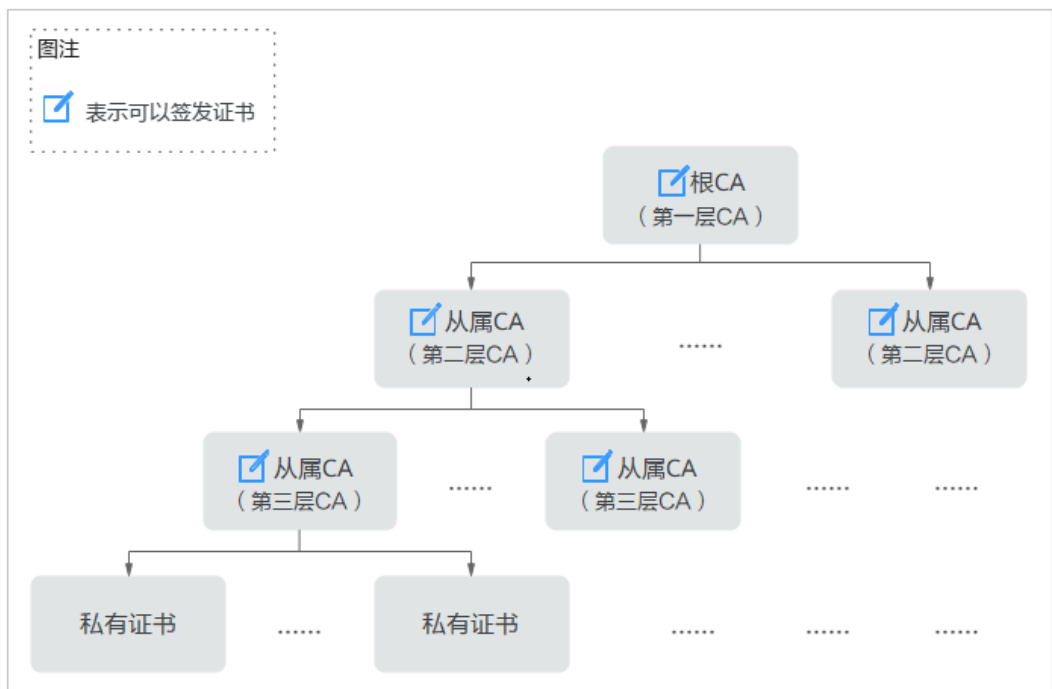 图注
表示可以签发证书
根CA
（第一层CA）
从属CA
（第二层CA）
……
从属CA
（第二层CA）
从属CA
（第三层CA）
……
从属CA
（第三层CA）
……
……
私有证书
……
私有证书
……
……
……